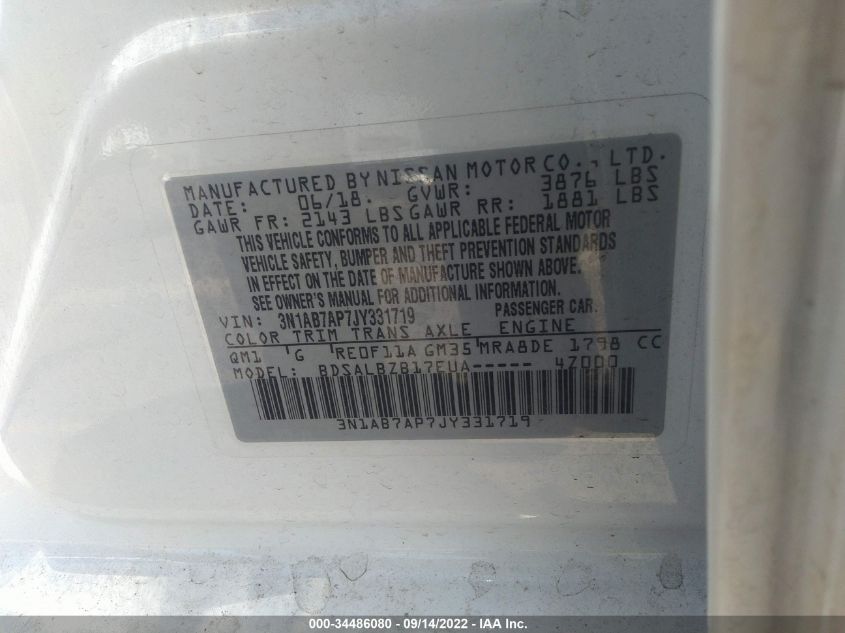 MANUFACTURED BY NISSAN MOTOR CO., LTD.
DATE: 06/18. GVWR: 3876 LBS
GAWR FR: 2143 LBS GAWR RR: 1881 LBS
THIS VEHICLE CONFORMS TO ALL APPLICABLE FEDERAL MOTOR
VEHICLE SAFETY, BUMPER AND THEFT PREVENTION STANDARDS
IN EFFECT ON THE DATE OF MANUFACTURE SHOWN ABOVE.
SEE OWNER'S MANUAL FOR ADDITIONAL INFORMATION.
VIN: 3N1AB7AP7JY331719 PASSENGER CAR.
COLOR TRIM TRANS AXLE ENGINE
QM1 G RE0F11A GM35 MRA8DE 1798 CC
MODEL: BDSALBZB17EUA----- 4Z000
3N1AB7AP7JY331719
000-34486080 - 09/14/2022 - IAA Inc.